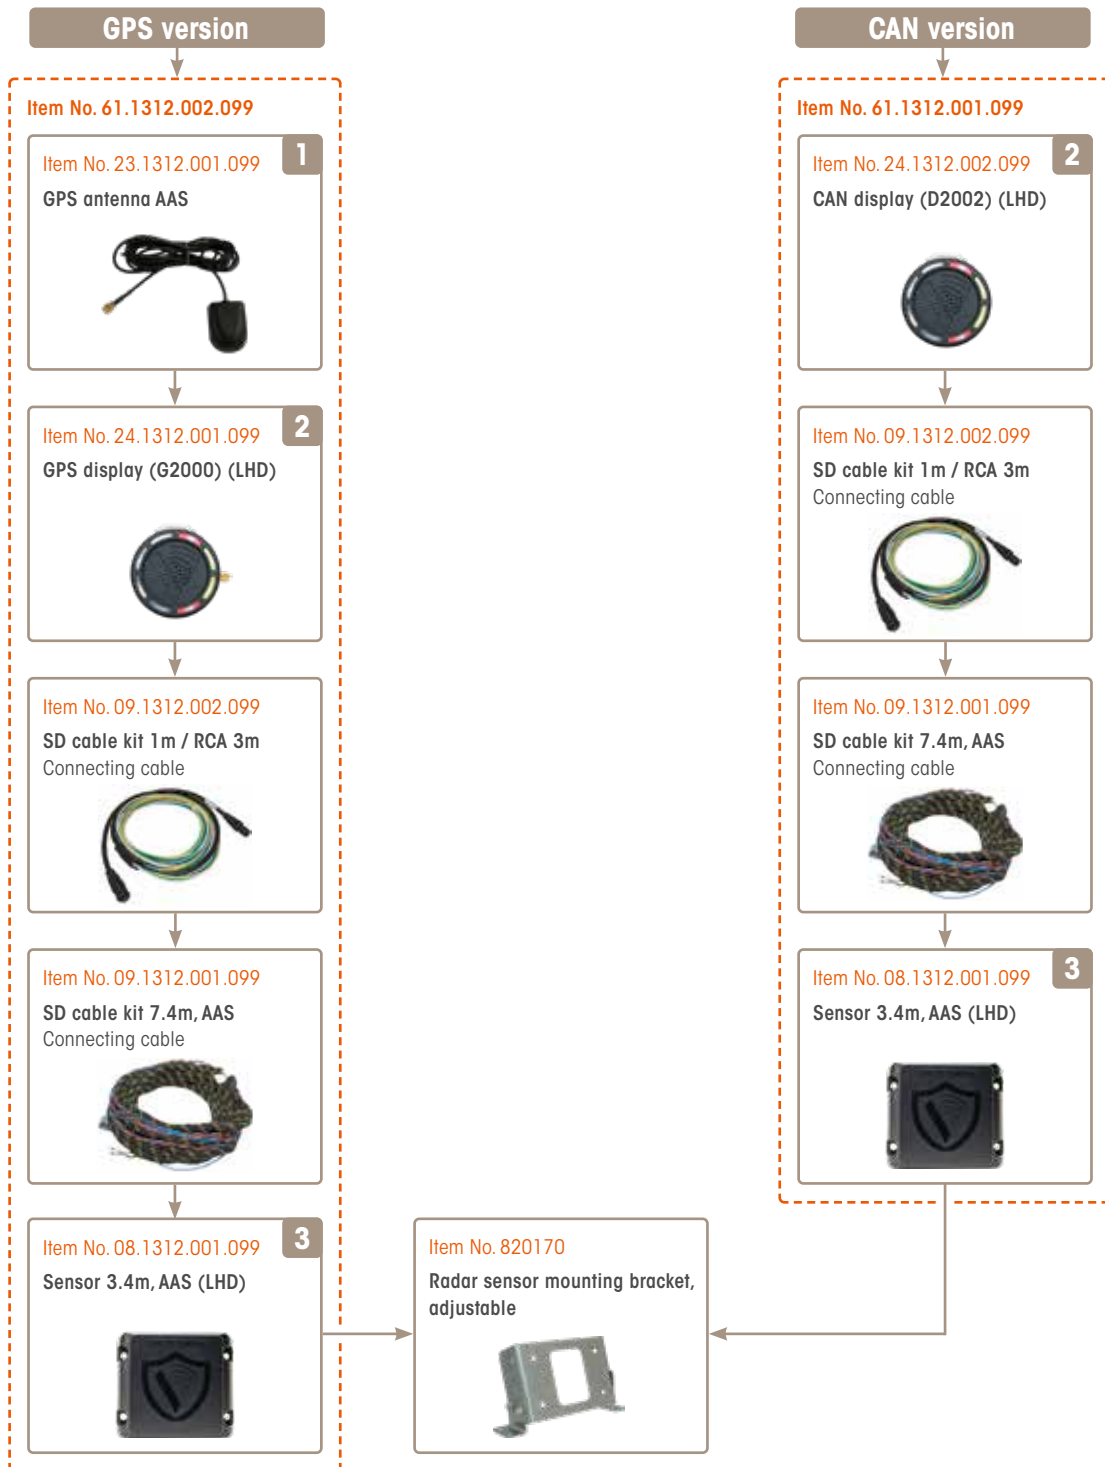 GPS version
Item No. 61.1312.002.099
1
Item No. 23.1312.001.099
GPS antenna AAS
2
Item No. 24.1312.001.099
GPS display (G2000) (LHD)
Item No. 09.1312.002.099
SD cable kit 1m / RCA 3m
Connecting cable
Item No. 09.1312.001.099
SD cable kit 7.4m, AAS
Connecting cable
3
Item No. 08.1312.001.099
Sensor 3.4m, AAS (LHD)
Item No. 820170
Radar sensor mounting bracket,
adjustable
CAN version
Item No. 61.1312.001.099
2
Item No. 24.1312.002.099
CAN display (D2002) (LHD)
Item No. 09.1312.002.099
SD cable kit 1m / RCA 3m
Connecting cable
Item No. 09.1312.001.099
SD cable kit 7.4m, AAS
Connecting cable
3
Item No. 08.1312.001.099
Sensor 3.4m, AAS (LHD)